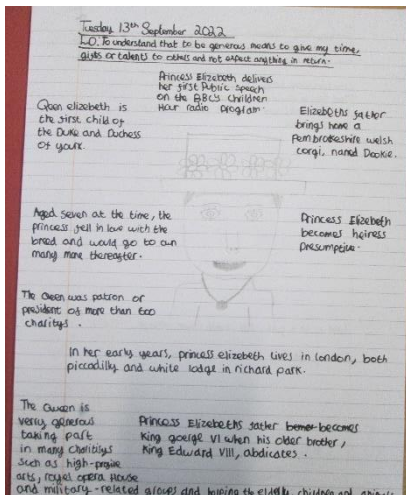 Tuesday 13th September 2022
L.O. To understand that to be generous means to give my time,
gifts or talents to others and not expect anything in return.
Princess Elizabeth delivers
her first Public speech
on the BBC's Children
Hour radio program.
Queen elizabeth is
the first child of
the Duke and Duchess
of york.
Elizabeths father
brings home a
Pembrokeshire welsh
corgi, named Dookie.
Aged seven at the time, the
princess fell in love with the
breed and would go to own
many more thereafter.
Princess Elizabeth
becomes heiress
Presumptive.
The Queen was patron or
president of more than 600
charitys.
In her early years, princess elizabeth lives in london, both
piccadilly and white lodge in richard park.
The Queen is
verry generous
taking part
in many charitiys
such as high-profile
arts, royel opera House
and military-related groups and helping the elderly, children and animals
Princess Elizebeths father becomes
King goerge VI when his older brother,
King Edward VIII, abdicates.